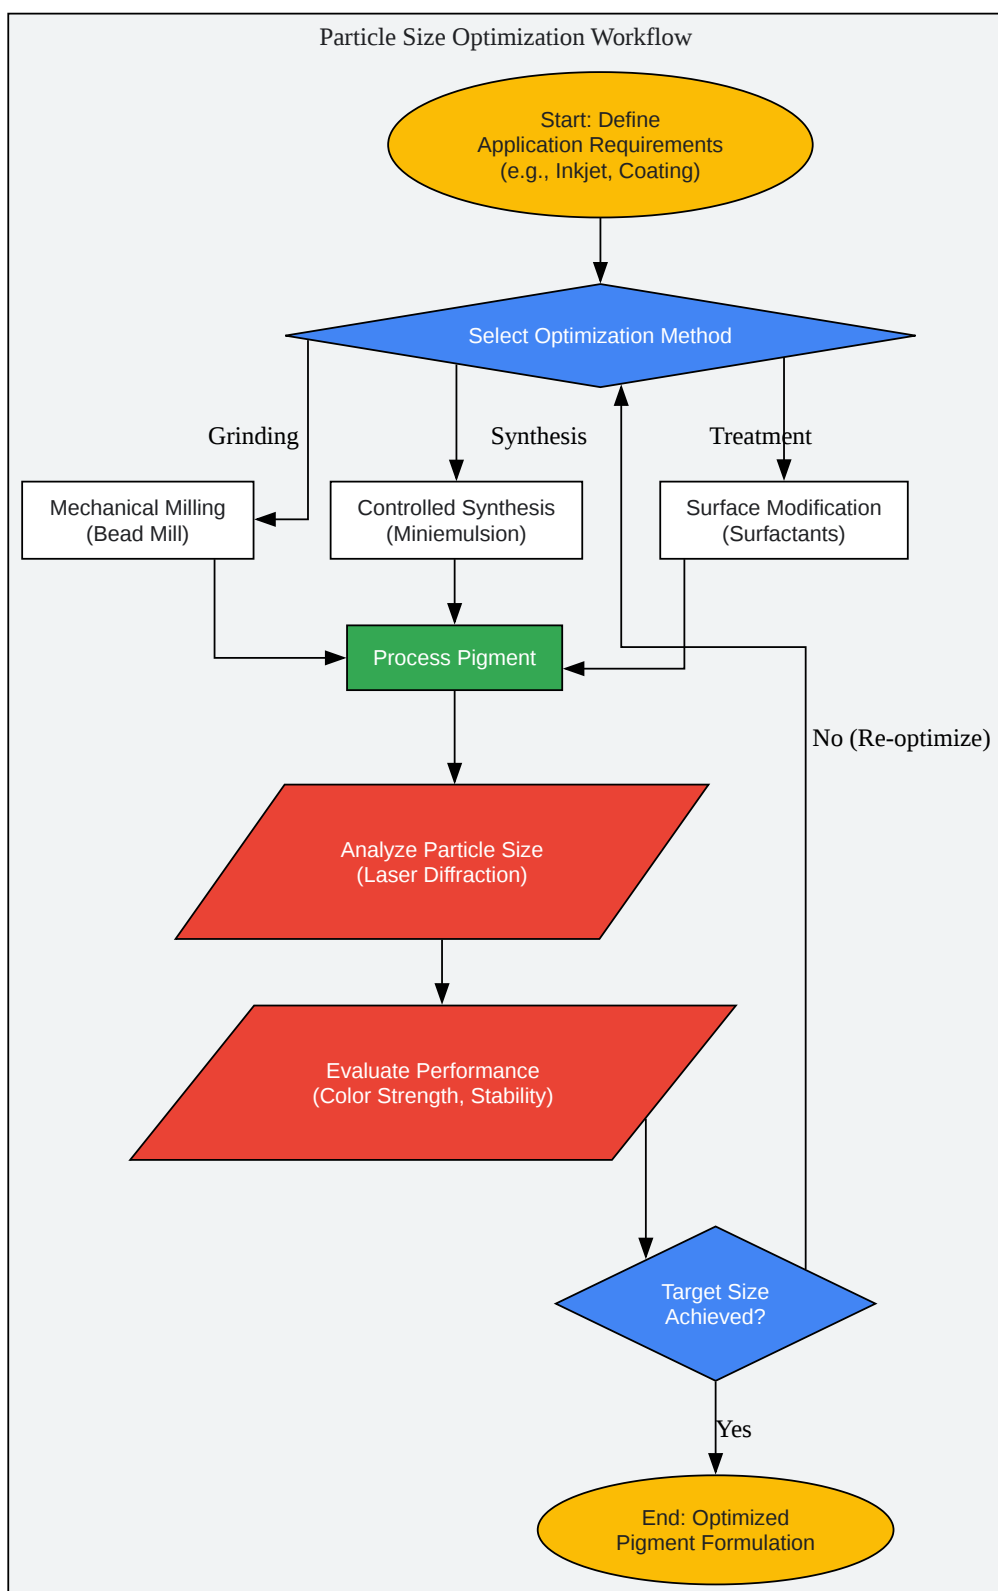 Particle Size Optimization Workflow
Start: Define
Application Requirements
(e.g., Inkjet, Coating)
Select Optimization Method
Grinding
Synthesis
Treatment
Mechanical Milling
(Bead Mill)
Controlled Synthesis
(Miniemulsion)
Surface Modification
(Surfactants)
Process Pigment
No (Re-optimize)
Analyze Particle Size
(Laser Diffraction)
Evaluate Performance
(Color Strength, Stability)
Target Size
Achieved?
Yes
End: Optimized
Pigment Formulation